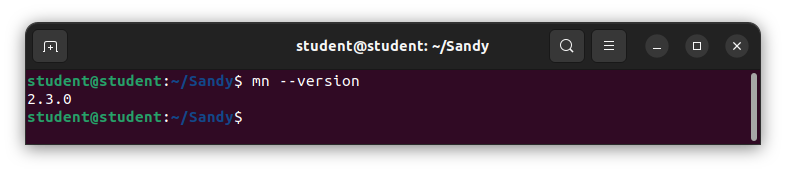 student@student: ~/Sandy
student@student:~/Sandy$ mn --version
2.3.0
student@student:~/Sandy$